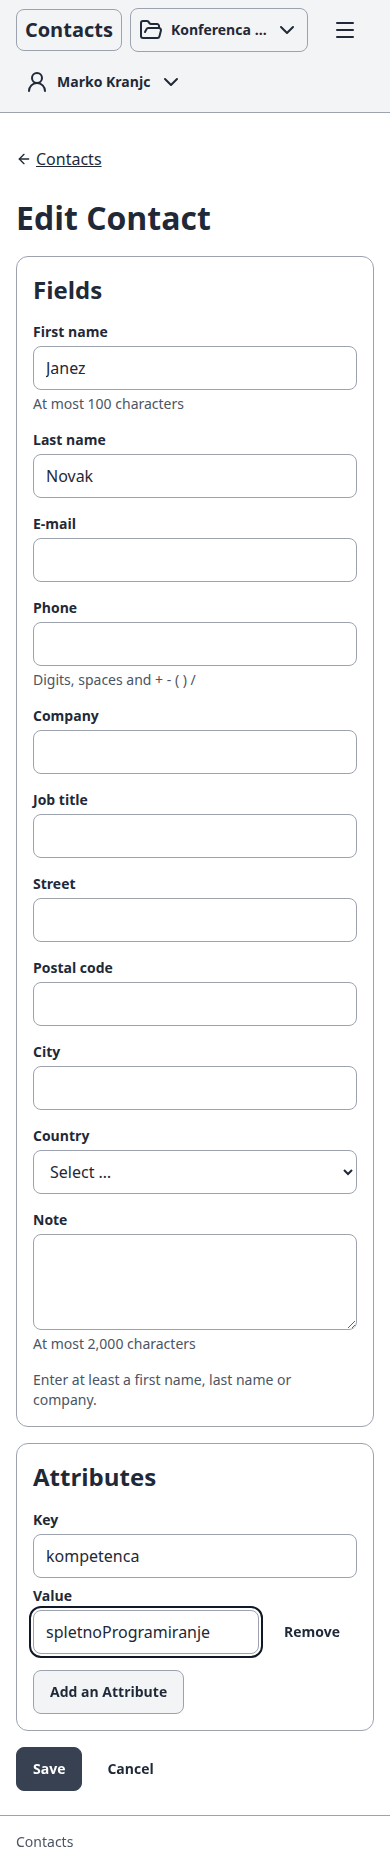 Contacts
Konferenca ...
Marko Kranjc
Contacts
Edit Contact
Fields
First name
Janez
At most 100 characters
Last name
Novak
E-mail
Phone
Digits, spaces and + - ( ) /
Company
Job title
Street
Postal code
City
Country
Select ...
Note
At most 2,000 characters
Enter at least a first name, last name or
company.
Attributes
Key
kompetenca
Value
spletnoProgramiranje
Remove
Add an Attribute
Save
Cancel
Contacts